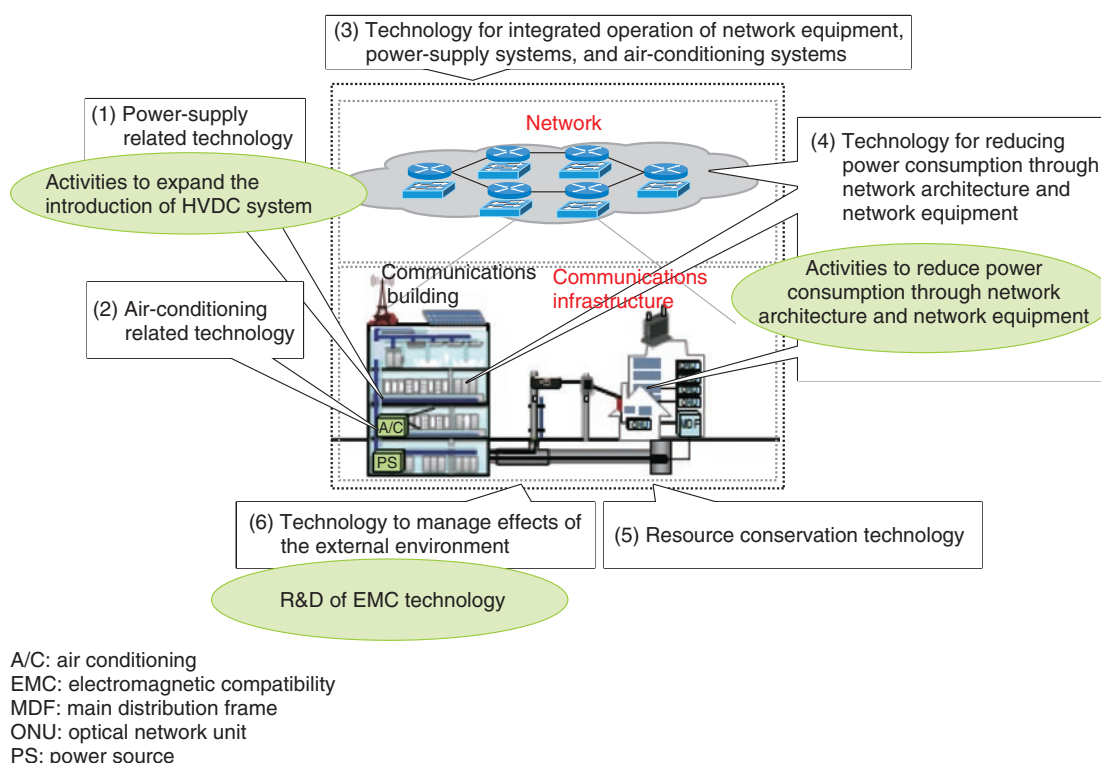 (3) Technology for integrated operation of network equipment,
power-supply systems, and air-conditioning systems
(1) Power-supply
related technology
Activities to expand the
introduction of HVDC system
(2) Air-conditioning
related technology
Network
(4) Technology for reducing
power consumption through
network architecture and
network equipment
Activities to reduce power
consumption through network
architecture and network equipment
Communications
building
Communications
infrastructure
A/C
PS
ONU
ONU
ONU
ONU
MDF
(6) Technology to manage effects of
the external environment
R&D of EMC technology
(5) Resource conservation technology
A/C: air conditioning
EMC: electromagnetic compatibility
MDF: main distribution frame
ONU: optical network unit
PS: power source